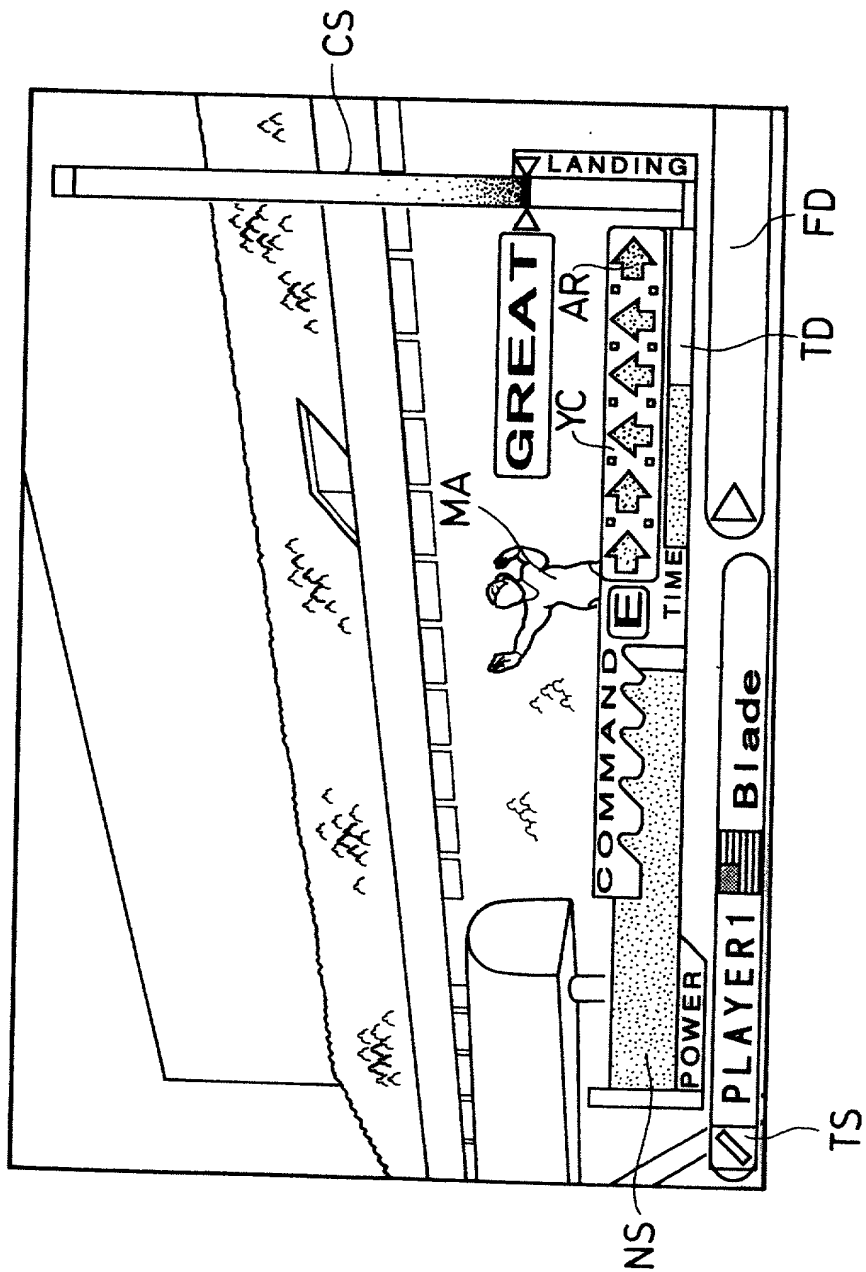 CS
LANDING
GREAT
AR
YC
MA
COMMAND
E
TIME
POWER
PLAYER1
Blade
NS
TS
TD
FD